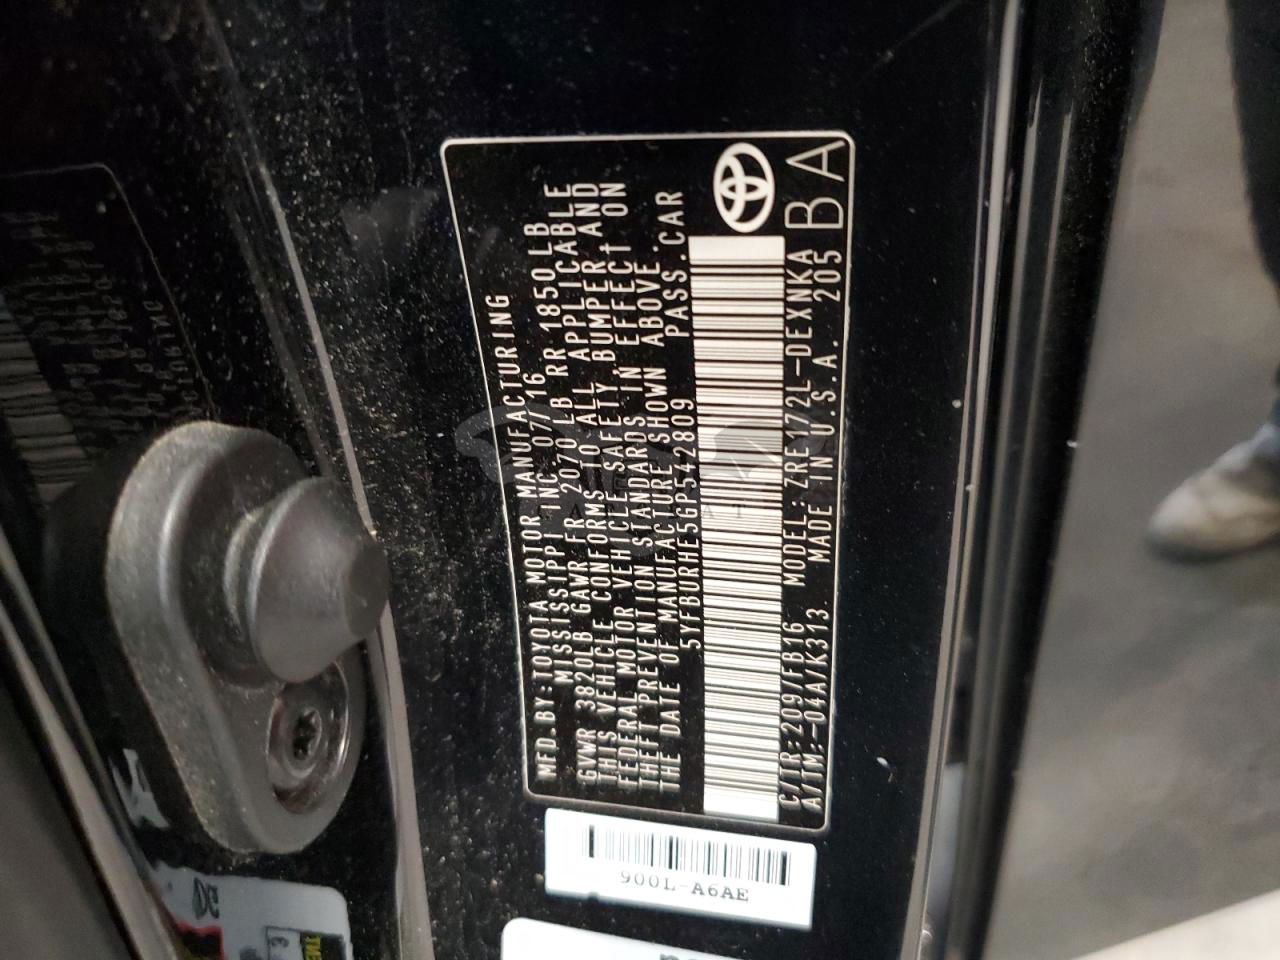 MFD.BY:TOYOTA MOTOR MANUFACTURING
MISSISSIPPI INC. 07/16
GVWR 3820LB GAWR FR 2070 LB RR 1850 LB
THIS VEHICLE CONFORMS TO ALL APPLICABLE
FEDERAL MOTOR VEHICLE SAFETY,BUMPER,AND
THEFT PREVENTION STANDARDS IN EFFECT ON
THE DATE OF MANUFACTURE SHOWN ABOVE.
5YFBURHE5GP542809 PASS.CAR
C/TR:209/FB16 MODEL:ZRE172L-DEXNKA
A/TM:-04A/K313 MADE IN U.S.A. 205
BA
900L-A6AE
DC